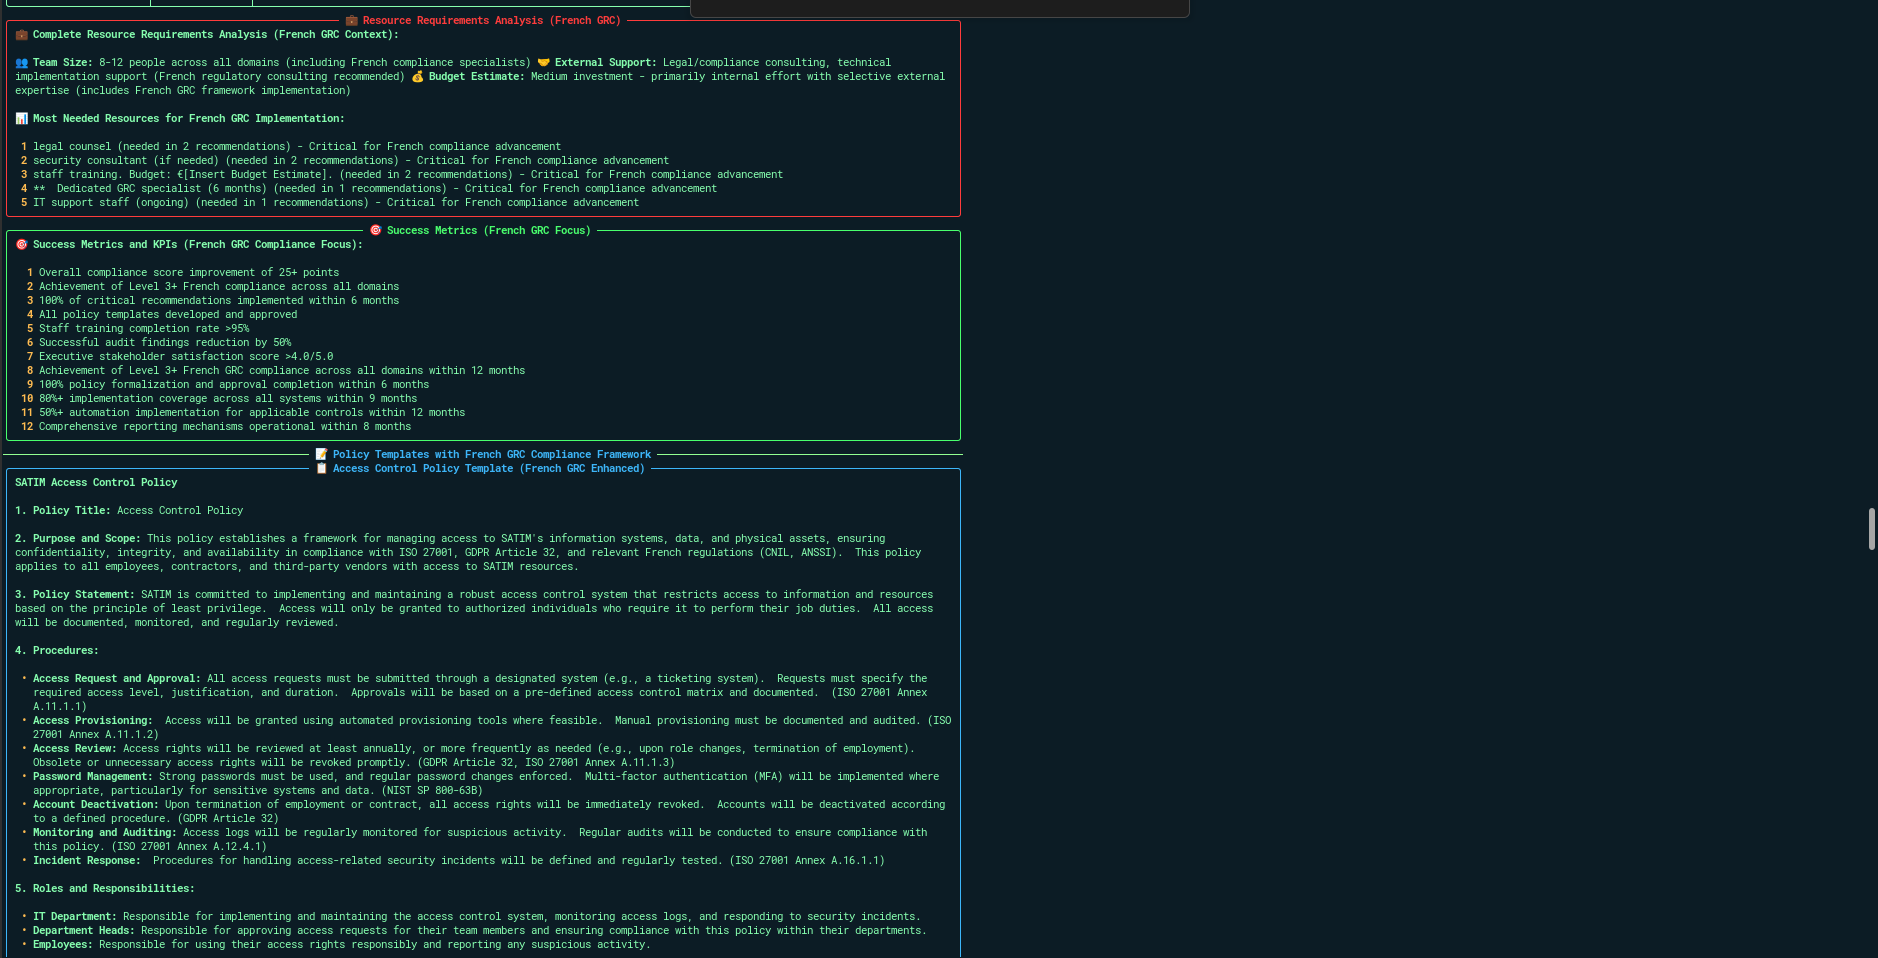 💼 Resource Requirements Analysis (French GRC)
💼 Complete Resource Requirements Analysis (French GRC Context):
👥 Team Size: 8-12 people across all domains (including French compliance specialists) 🤝 External Support: Legal/compliance consulting, technical
implementation support (French regulatory consulting recommended) 💰 Budget Estimate: Medium investment - primarily internal effort with selective external
expertise (includes French GRC framework implementation)
📊 Most Needed Resources for French GRC Implementation:
1 legal counsel (needed in 2 recommendations) - Critical for French compliance advancement
2 security consultant (if needed) (needed in 2 recommendations) - Critical for French compliance advancement
3 staff training. Budget: €[Insert Budget Estimate]. (needed in 2 recommendations) - Critical for French compliance advancement
4 **  Dedicated GRC specialist (6 months) (needed in 1 recommendations) - Critical for French compliance advancement
5 IT support staff (ongoing) (needed in 1 recommendations) - Critical for French compliance advancement
🎯 Success Metrics (French GRC Focus)
🎯 Success Metrics and KPIs (French GRC Compliance Focus):
1 Overall compliance score improvement of 25+ points
2 Achievement of Level 3+ French compliance across all domains
3 100% of critical recommendations implemented within 6 months
4 All policy templates developed and approved
5 Staff training completion rate >95%
6 Successful audit findings reduction by 50%
7 Executive stakeholder satisfaction score >4.0/5.0
8 Achievement of Level 3+ French GRC compliance across all domains within 12 months
9 100% policy formalization and approval completion within 6 months
10 80%+ implementation coverage across all systems within 9 months
11 50%+ automation implementation for applicable controls within 12 months
12 Comprehensive reporting mechanisms operational within 8 months
📝 Policy Templates with French GRC Compliance Framework
📋 Access Control Policy Template (French GRC Enhanced)
SATIM Access Control Policy
1. Policy Title: Access Control Policy
2. Purpose and Scope: This policy establishes a framework for managing access to SATIM's information systems, data, and physical assets, ensuring
confidentiality, integrity, and availability in compliance with ISO 27001, GDPR Article 32, and relevant French regulations (CNIL, ANSSI).  This policy
applies to all employees, contractors, and third-party vendors with access to SATIM resources.
3. Policy Statement: SATIM is committed to implementing and maintaining a robust access control system that restricts access to information and resources
based on the principle of least privilege.  Access will only be granted to authorized individuals who require it to perform their job duties.  All access
will be documented, monitored, and regularly reviewed.
4. Procedures:
• Access Request and Approval: All access requests must be submitted through a designated system (e.g., a ticketing system).  Requests must specify the
required access level, justification, and duration.  Approvals will be based on a pre-defined access control matrix and documented.  (ISO 27001 Annex
A.11.1.1)
• Access Provisioning:  Access will be granted using automated provisioning tools where feasible.  Manual provisioning must be documented and audited. (ISO
27001 Annex A.11.1.2)
• Access Review: Access rights will be reviewed at least annually, or more frequently as needed (e.g., upon role changes, termination of employment).
Obsolete or unnecessary access rights will be revoked promptly. (GDPR Article 32, ISO 27001 Annex A.11.1.3)
• Password Management: Strong passwords must be used, and regular password changes enforced.  Multi-factor authentication (MFA) will be implemented where
appropriate, particularly for sensitive systems and data. (NIST SP 800-63B)
• Account Deactivation: Upon termination of employment or contract, all access rights will be immediately revoked.  Accounts will be deactivated according
to a defined procedure. (GDPR Article 32)
• Monitoring and Auditing: Access logs will be regularly monitored for suspicious activity.  Regular audits will be conducted to ensure compliance with
this policy. (ISO 27001 Annex A.12.4.1)
• Incident Response:  Procedures for handling access-related security incidents will be defined and regularly tested. (ISO 27001 Annex A.16.1.1)
5. Roles and Responsibilities:
• IT Department: Responsible for implementing and maintaining the access control system, monitoring access logs, and responding to security incidents.
• Department Heads: Responsible for approving access requests for their team members and ensuring compliance with this policy within their departments.
• Employees: Responsible for using their access rights responsibly and reporting any suspicious activity.